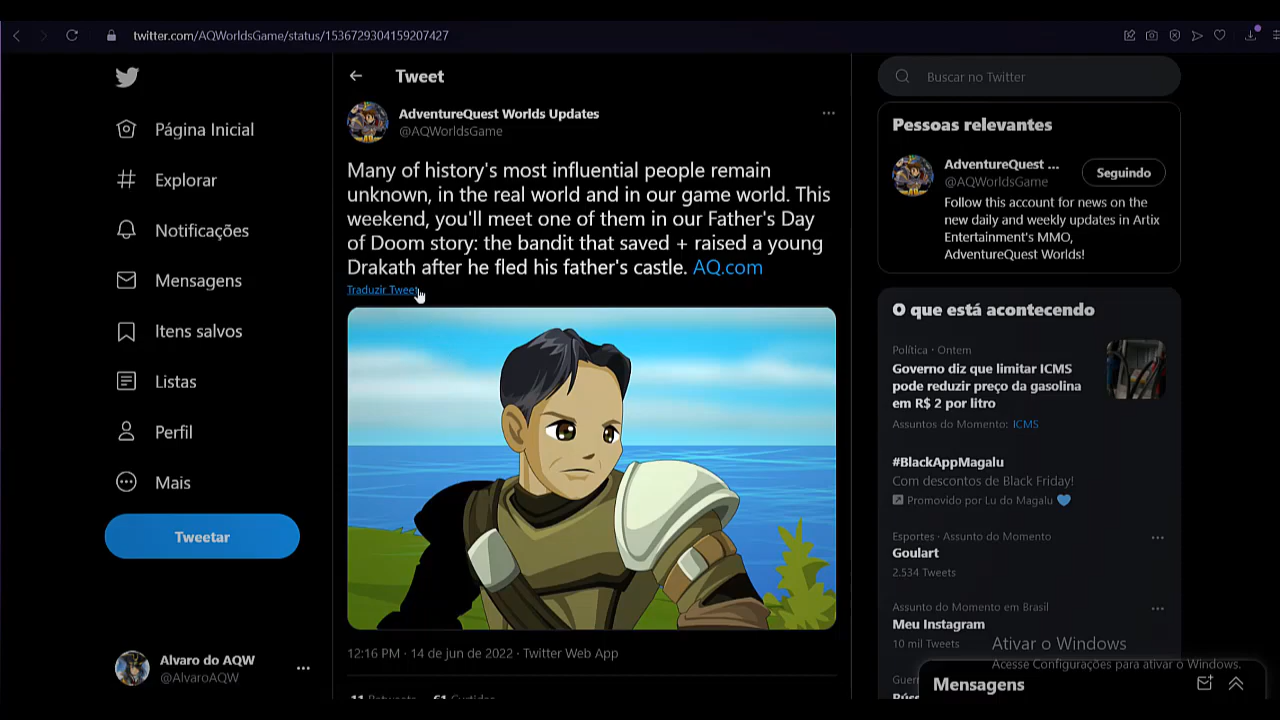 twitter.com/AQWorldsGame/status/1536729304159207427
Página Inicial
Explorar
Notificações
Mensagens
Itens salvos
Listas
Perfil
Mais
Tweetar
Alvaro do AQW
@AlvaroAQW
Tweet
AdventureQuest Worlds Updates
@AQWorldsGame
Many of history's most influential people remain
unknown, in the real world and in our game world. This
weekend, you'll meet one of them in our Father's Day
of Doom story: the bandit that saved + raised a young
Drakath after he fled his father's castle. AQ.com
Traduzir Tweet
12:16 PM · 14 de jun de 2022 · Twitter Web App
11 Retweets 61 Curtidas
Buscar no Twitter
Pessoas relevantes
AdventureQuest ...
@AQWorldsGame
Seguindo
Follow this account for news on the
new daily and weekly updates in Artix
Entertainment's MMO,
AdventureQuest Worlds!
O que está acontecendo
Política · Ontem
Governo diz que limitar ICMS
pode reduzir preço da gasolina
em R$ 2 por litro
Assuntos do Momento: ICMS
#BlackAppMagalu
Com descontos de Black Friday!
Promovido por Lu do Magalu
Esportes · Assunto do Momento
Goulart
2.534 Tweets
Assunto do Momento em Brasil
Meu Instagram
10 mil Tweets
Ativar o Windows
Acesse Configurações para ativar o Windows.
Mensagens